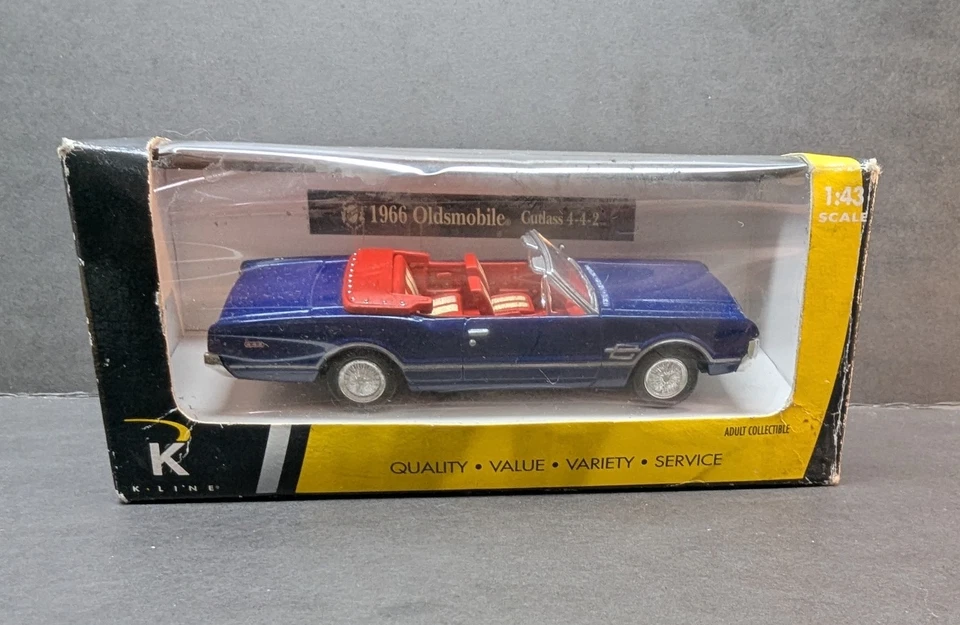 1966 Oldsmobile® Cutlass 4-4-2
1:43
SCALE
ADULT COLLECTIBLE
QUALITY • VALUE • VARIETY • SERVICE
K
K-LINE®